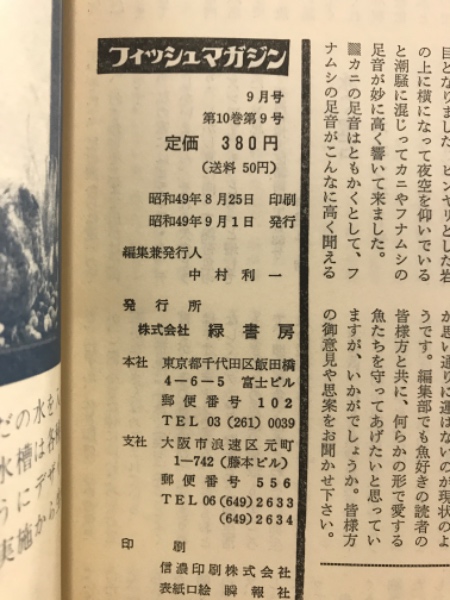 フィッシュマガジン
9月号
第10巻第9号
定価 380円
(送料 50円)
昭和49年8月25日 印刷
昭和49年9月1日 発行
編集兼発行人
中村利一
発行所
株式会社 緑書房
本社 東京都千代田区飯田橋
4-6-5 富士ビル
郵便番号 102
TEL 03 (261) 0039
支社 大阪市浪速区元町
1-742 (藤本ビル)
郵便番号 556
TEL 06 (649) 2633
(649) 2634
印刷
信濃印刷株式会社
表紙口絵 瞬報社
目となりました
の上に横になって夜空を仰いでいる
と潮騒に混じってカニやフナムシの
足音が妙に高く響いて来ました。
■カニの足音はともかくとして、フ
ナムシの足音がこんなに高く聞える
が思い通りに運ばないのが現状のよ
うです。編集部でも魚好きの読者の
皆様方と共に、何らかの形で愛する
魚たちを守ってあげたいと思ってい
ますが、いかがでしょうか。皆様方
の御意見や思案をお聞かせ下さい。
だの水を
水槽は各
うにデザ
実施から